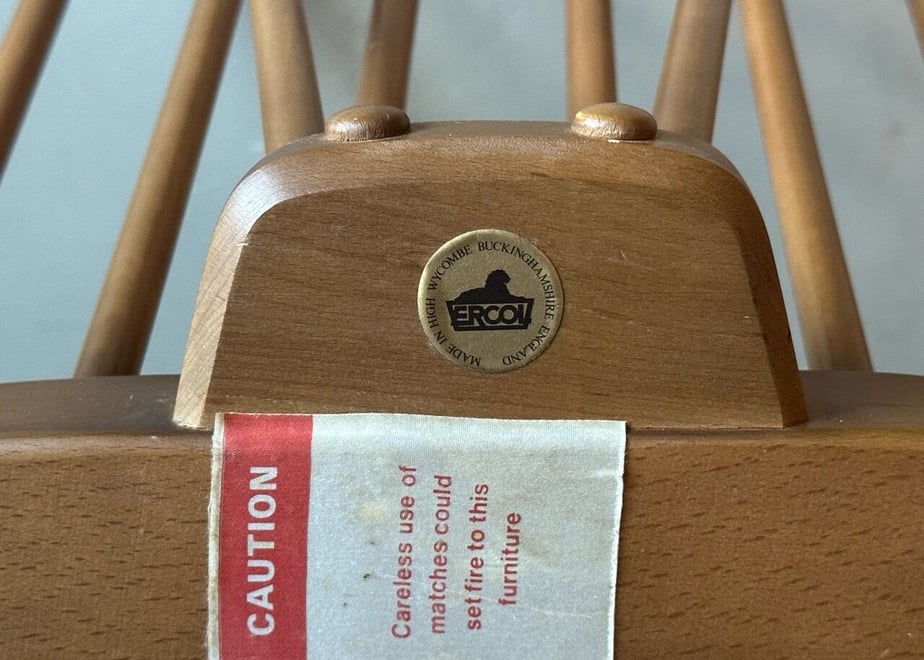 MADE IN HIGH WYCOMBE BUCKINGHAMSHIRE ENGLAND
ERCOL
CAUTION
Careless use of
matches could
set fire to this
furniture